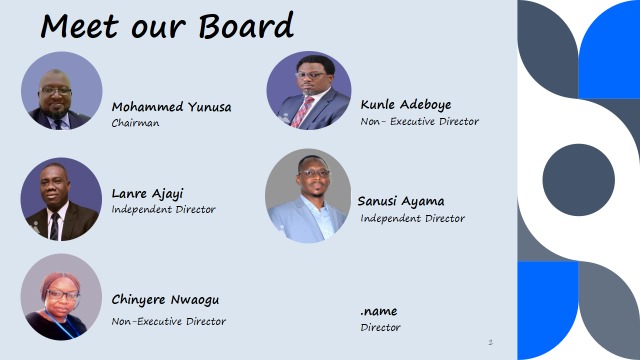 Meet our Board
Mohammed Yunusa
Chairman
Kunle Adeboye
Non- Executive Director
Lanre Ajayi
Independent Director
Sanusi Ayama
Independent Director
Chinyere Nwaogu
Non-Executive Director
.name
Director
1